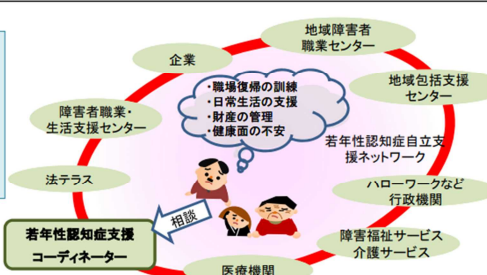 地域障害者
職業センター
企業
地域包括支援
センター
・職場復帰の訓練
・日常生活の支援
・財産の管理
・健康面の不安
障害者職業・
生活支援センター
若年性認知症自立支
援ネットワーク
法テラス
ハローワークなど
行政機関
相談
若年性認知症支援
コーディネーター
障害福祉サービス
介護サービス
医療機関